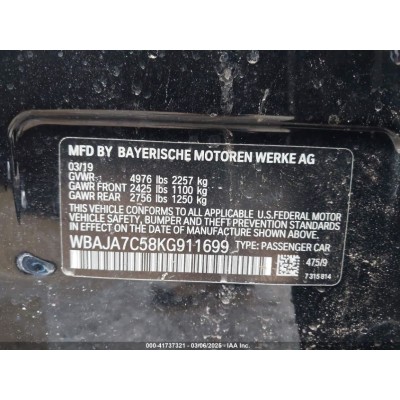 MFD BY BAYERISCHE MOTOREN WERKE AG
03/19
GVWR 4976 lbs 2257 kg
GAWR FRONT 2425 lbs 1100 kg
GAWR REAR 2756 lbs 1250 kg
THIS VEHICLE CONFORMS TO ALL APPLICABLE U.S.FEDERAL MOTOR
VEHICLE SAFETY, BUMPER, AND THEFT PREVENTION STANDARDS
IN EFFECT ON THE DATE OF MANUFACTURE SHOWN ABOVE.
WBAJA7C58KG911699 TYPE: PASSENGER CAR
475/9
7315814
000-41737321 - 03/06/2025 - IAA Inc.